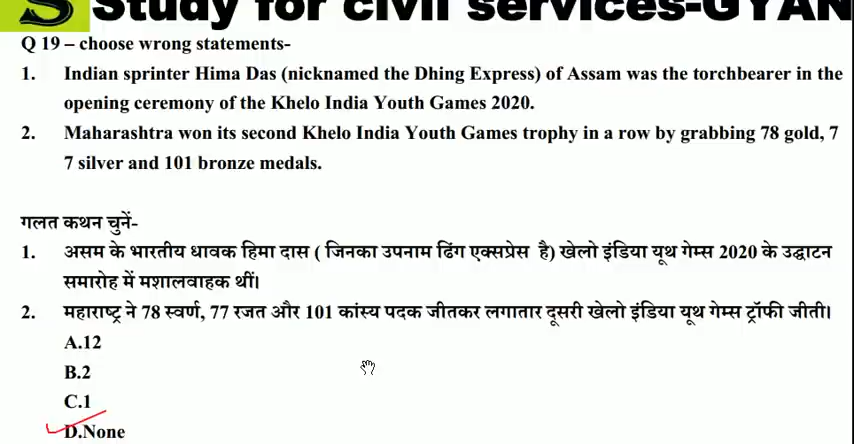 S Study for civil services-GYAN
Q 19 – choose wrong statements-
1. Indian sprinter Hima Das (nicknamed the Dhing Express) of Assam was the torchbearer in the
opening ceremony of the Khelo India Youth Games 2020.
2. Maharashtra won its second Khelo India Youth Games trophy in a row by grabbing 78 gold, 7
7 silver and 101 bronze medals.
गलत कथन चुनें-
1. असम के भारतीय धावक हिमा दास ( जिनका उपनाम ढिंग एक्सप्रेस है) खेलो इंडिया यूथ गेम्स 2020 के उद्घाटन
समारोह में मशालवाहक थीं।
2. महाराष्ट्र ने 78 स्वर्ण, 77 रजत और 101 कांस्य पदक जीतकर लगातार दूसरी खेलो इंडिया यूथ गेम्स ट्रॉफी जीती।
A.12
B.2
C.1
D.None